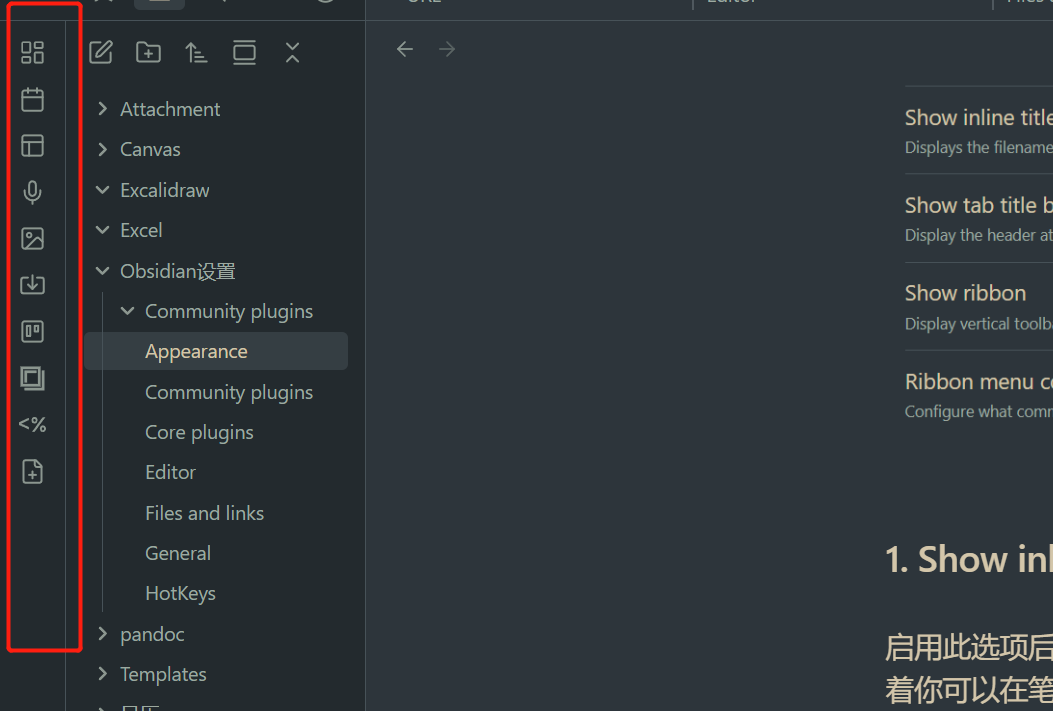 Attachment
Canvas
Excalidraw
Excel
Obsidian设置
Community plugins
Appearance
Community plugins
Core plugins
Editor
Files and links
General
HotKeys
pandoc
Templates
<%
Show inline title
Displays the filename
Show tab title b
Display the header at
Show ribbon
Display vertical toolb
Ribbon menu co
Configure what comm
1. Show inl
启用此选项后
着你可以在笔